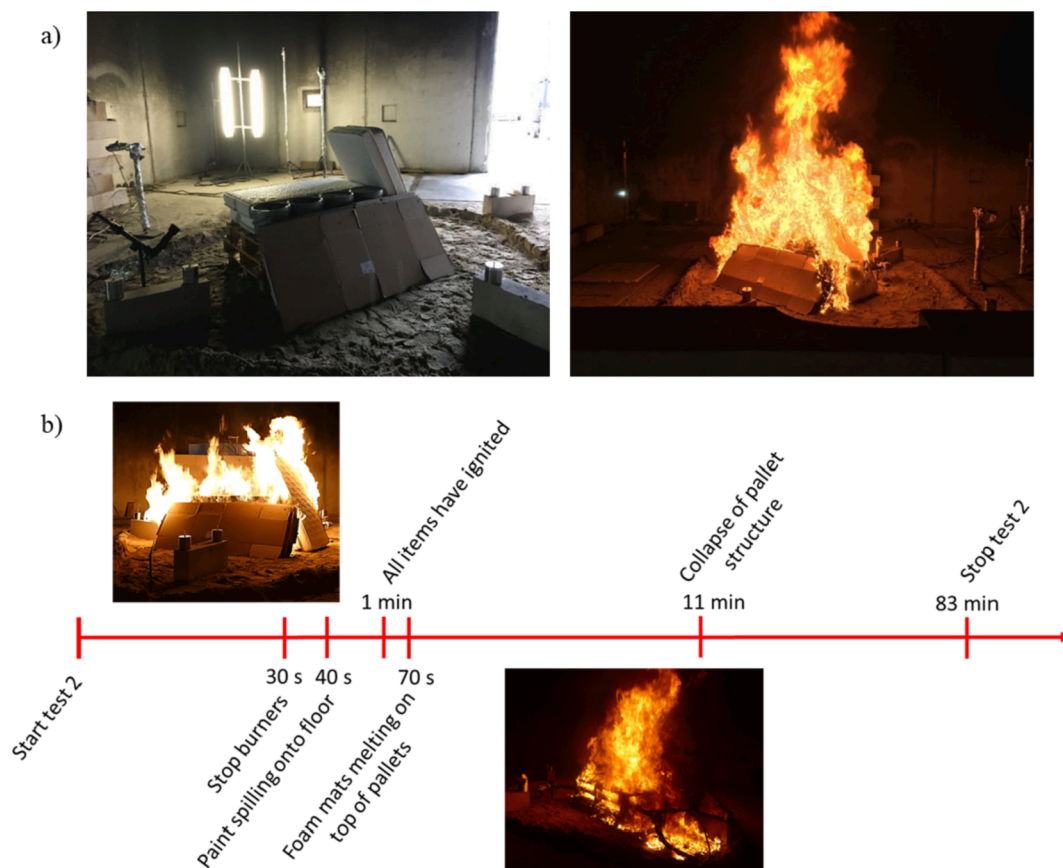 a)
b)
All items have ignited
Collapse of pallet
structure
Stop test 2
1 min
11 min
83 min
30 s
40 s
70 s
Start test 2
Stop burners
Paint spilling onto floor
Foam mats melting on
top of pallets